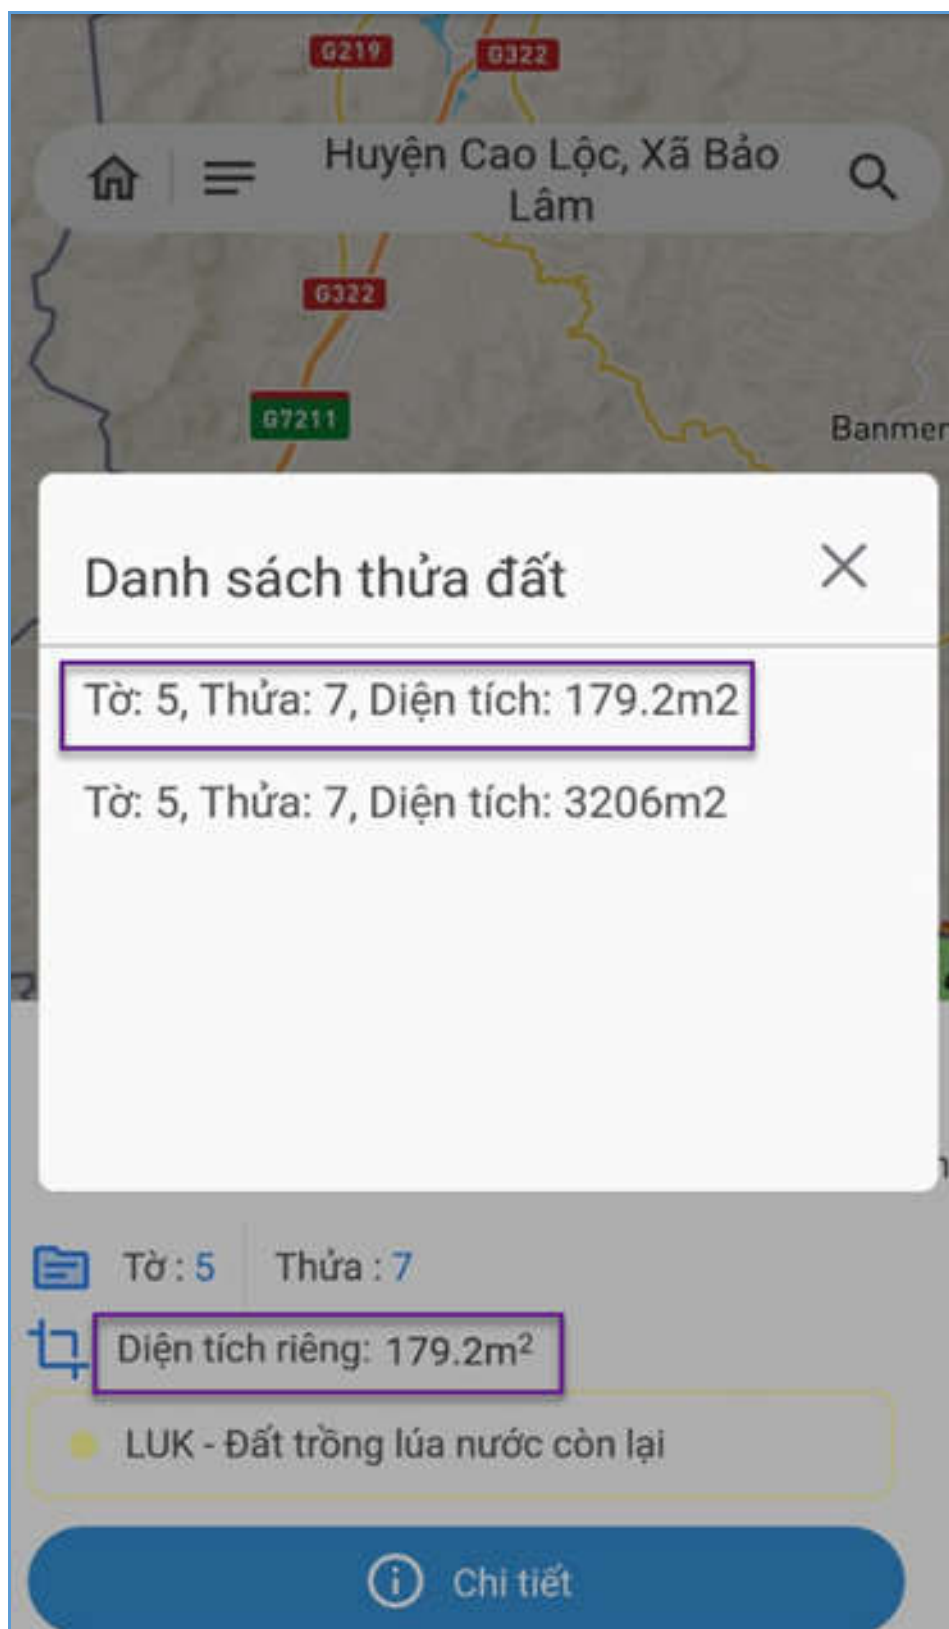 G219
G322
Huyện Cao Lộc, Xã Bảo
Lâm
G322
G7211
Banmen
Danh sách thửa đất
Tờ: 5, Thửa: 7, Diện tích: 179.2m2
Tờ: 5, Thửa: 7, Diện tích: 3206m2
Tờ : 5 Thửa : 7
Diện tích riêng: 179.2m²
LUK - Đất trồng lúa nước còn lại
Chi tiết